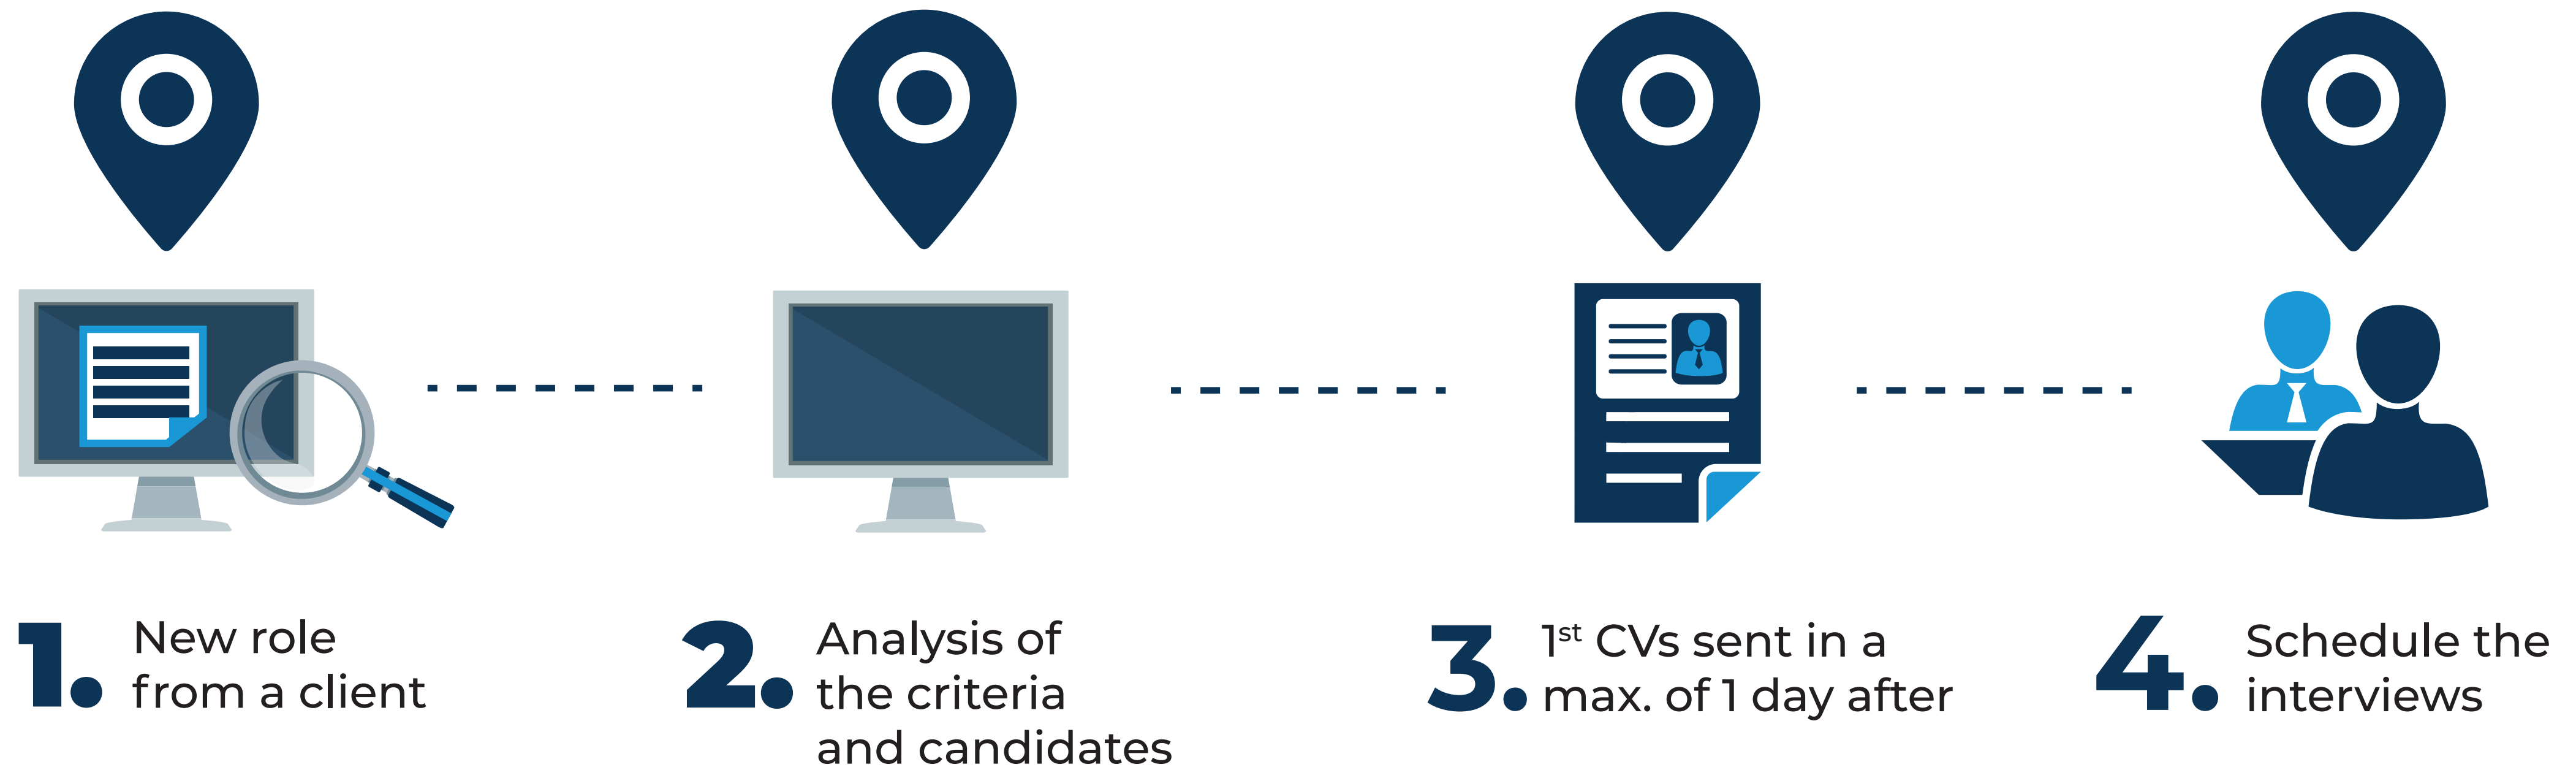 1. New role
from a client
2. Analysis of
the criteria
and candidates
3. 1st CVs sent in a
max. of 1 day after
4. Schedule the
interviews